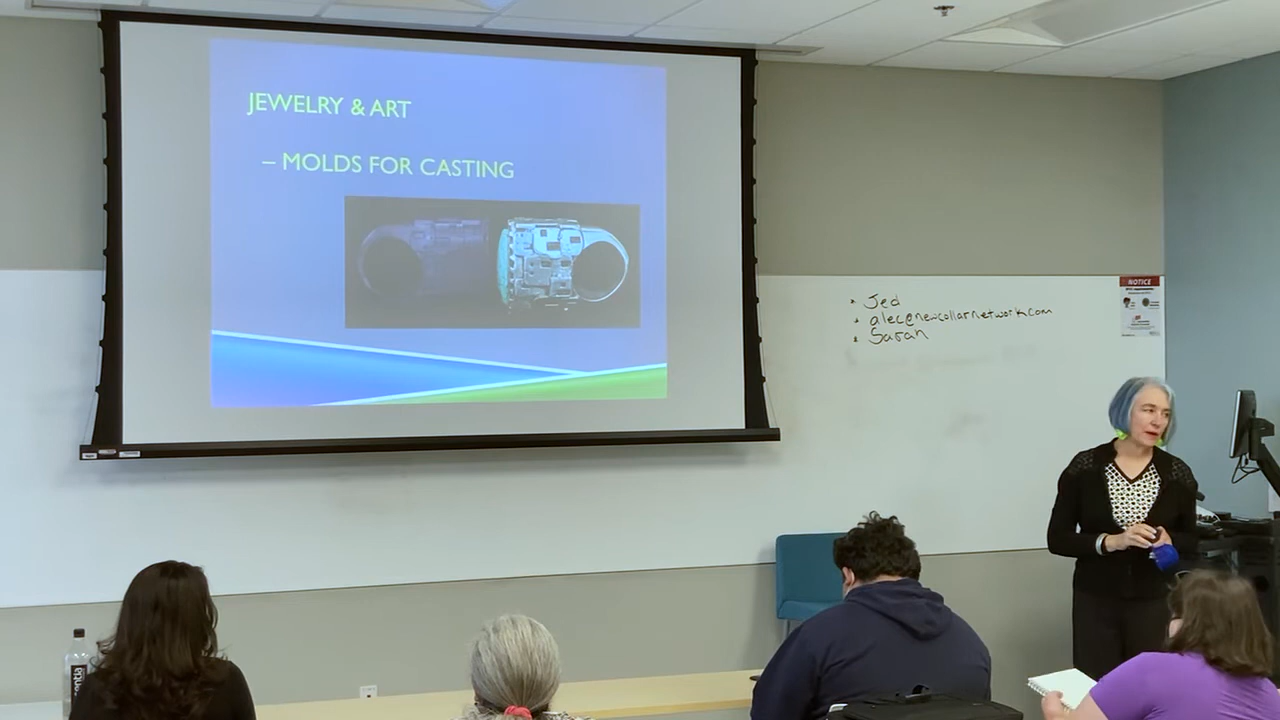 JEWELRY & ART
– MOLDS FOR CASTING
• Jed
• alec@newcollarnetwork.com
• Sarah
NOTICE